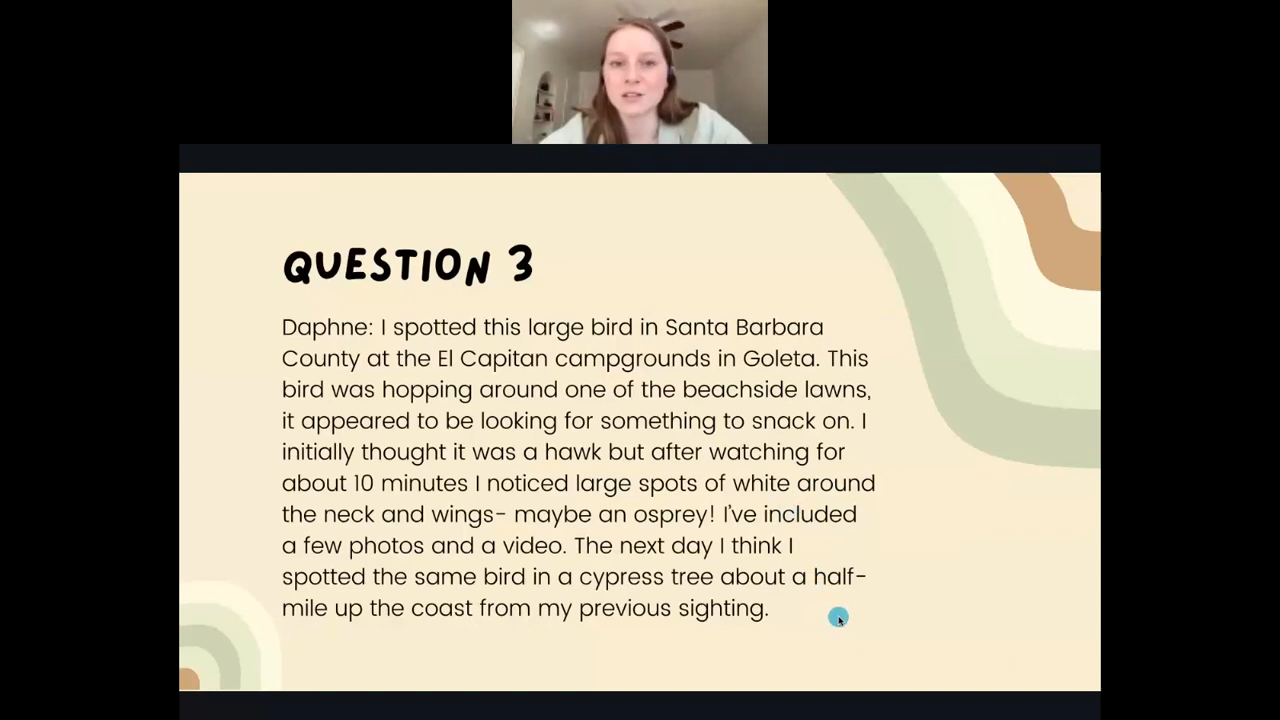 QUESTION 3
Daphne: I spotted this large bird in Santa Barbara
County at the El Capitan campgrounds in Goleta. This
bird was hopping around one of the beachside lawns,
it appeared to be looking for something to snack on. I
initially thought it was a hawk but after watching for
about 10 minutes I noticed large spots of white around
the neck and wings- maybe an osprey! I've included
a few photos and a video. The next day I think I
spotted the same bird in a cypress tree about a half-
mile up the coast from my previous sighting.